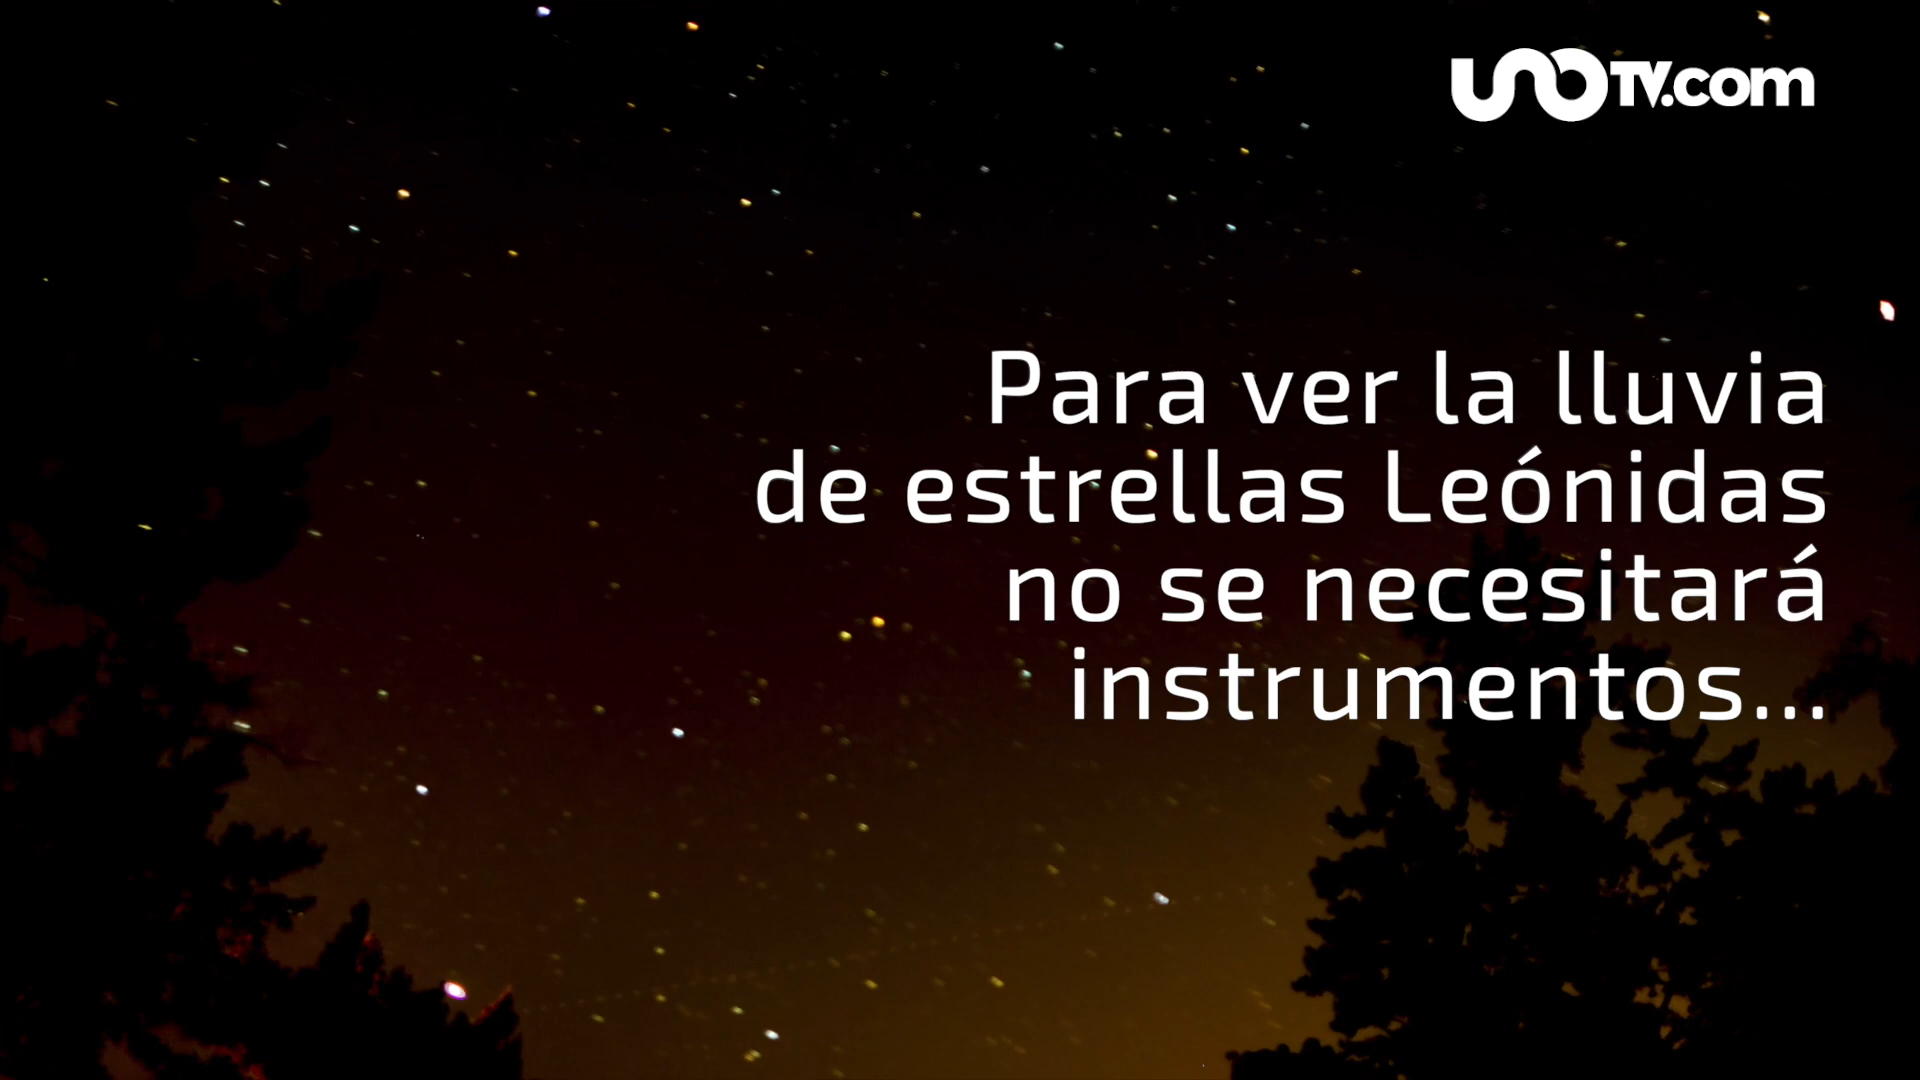 UNOTV.com
Para ver la lluvia
de estrellas Leónidas
no se necesitará
instrumentos...